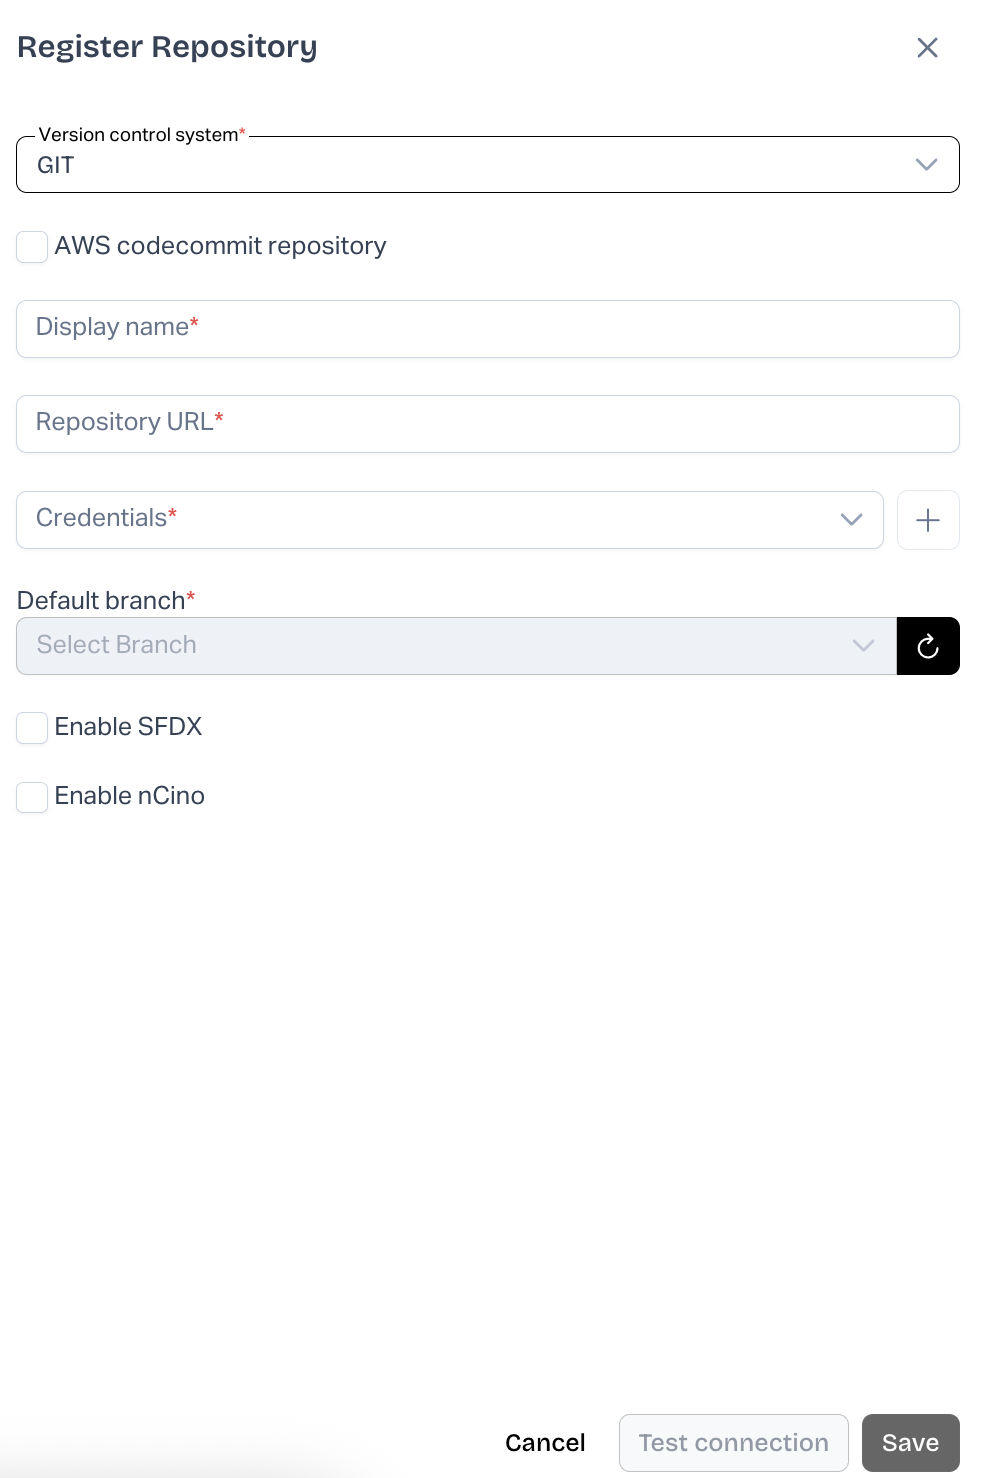 Register Repository
Version control system*
GIT
AWS codecommit repository
Display name*
Repository URL*
Credentials*
Default branch*
Select Branch
Enable SFDX
Enable nCino
Cancel
Test connection
Save